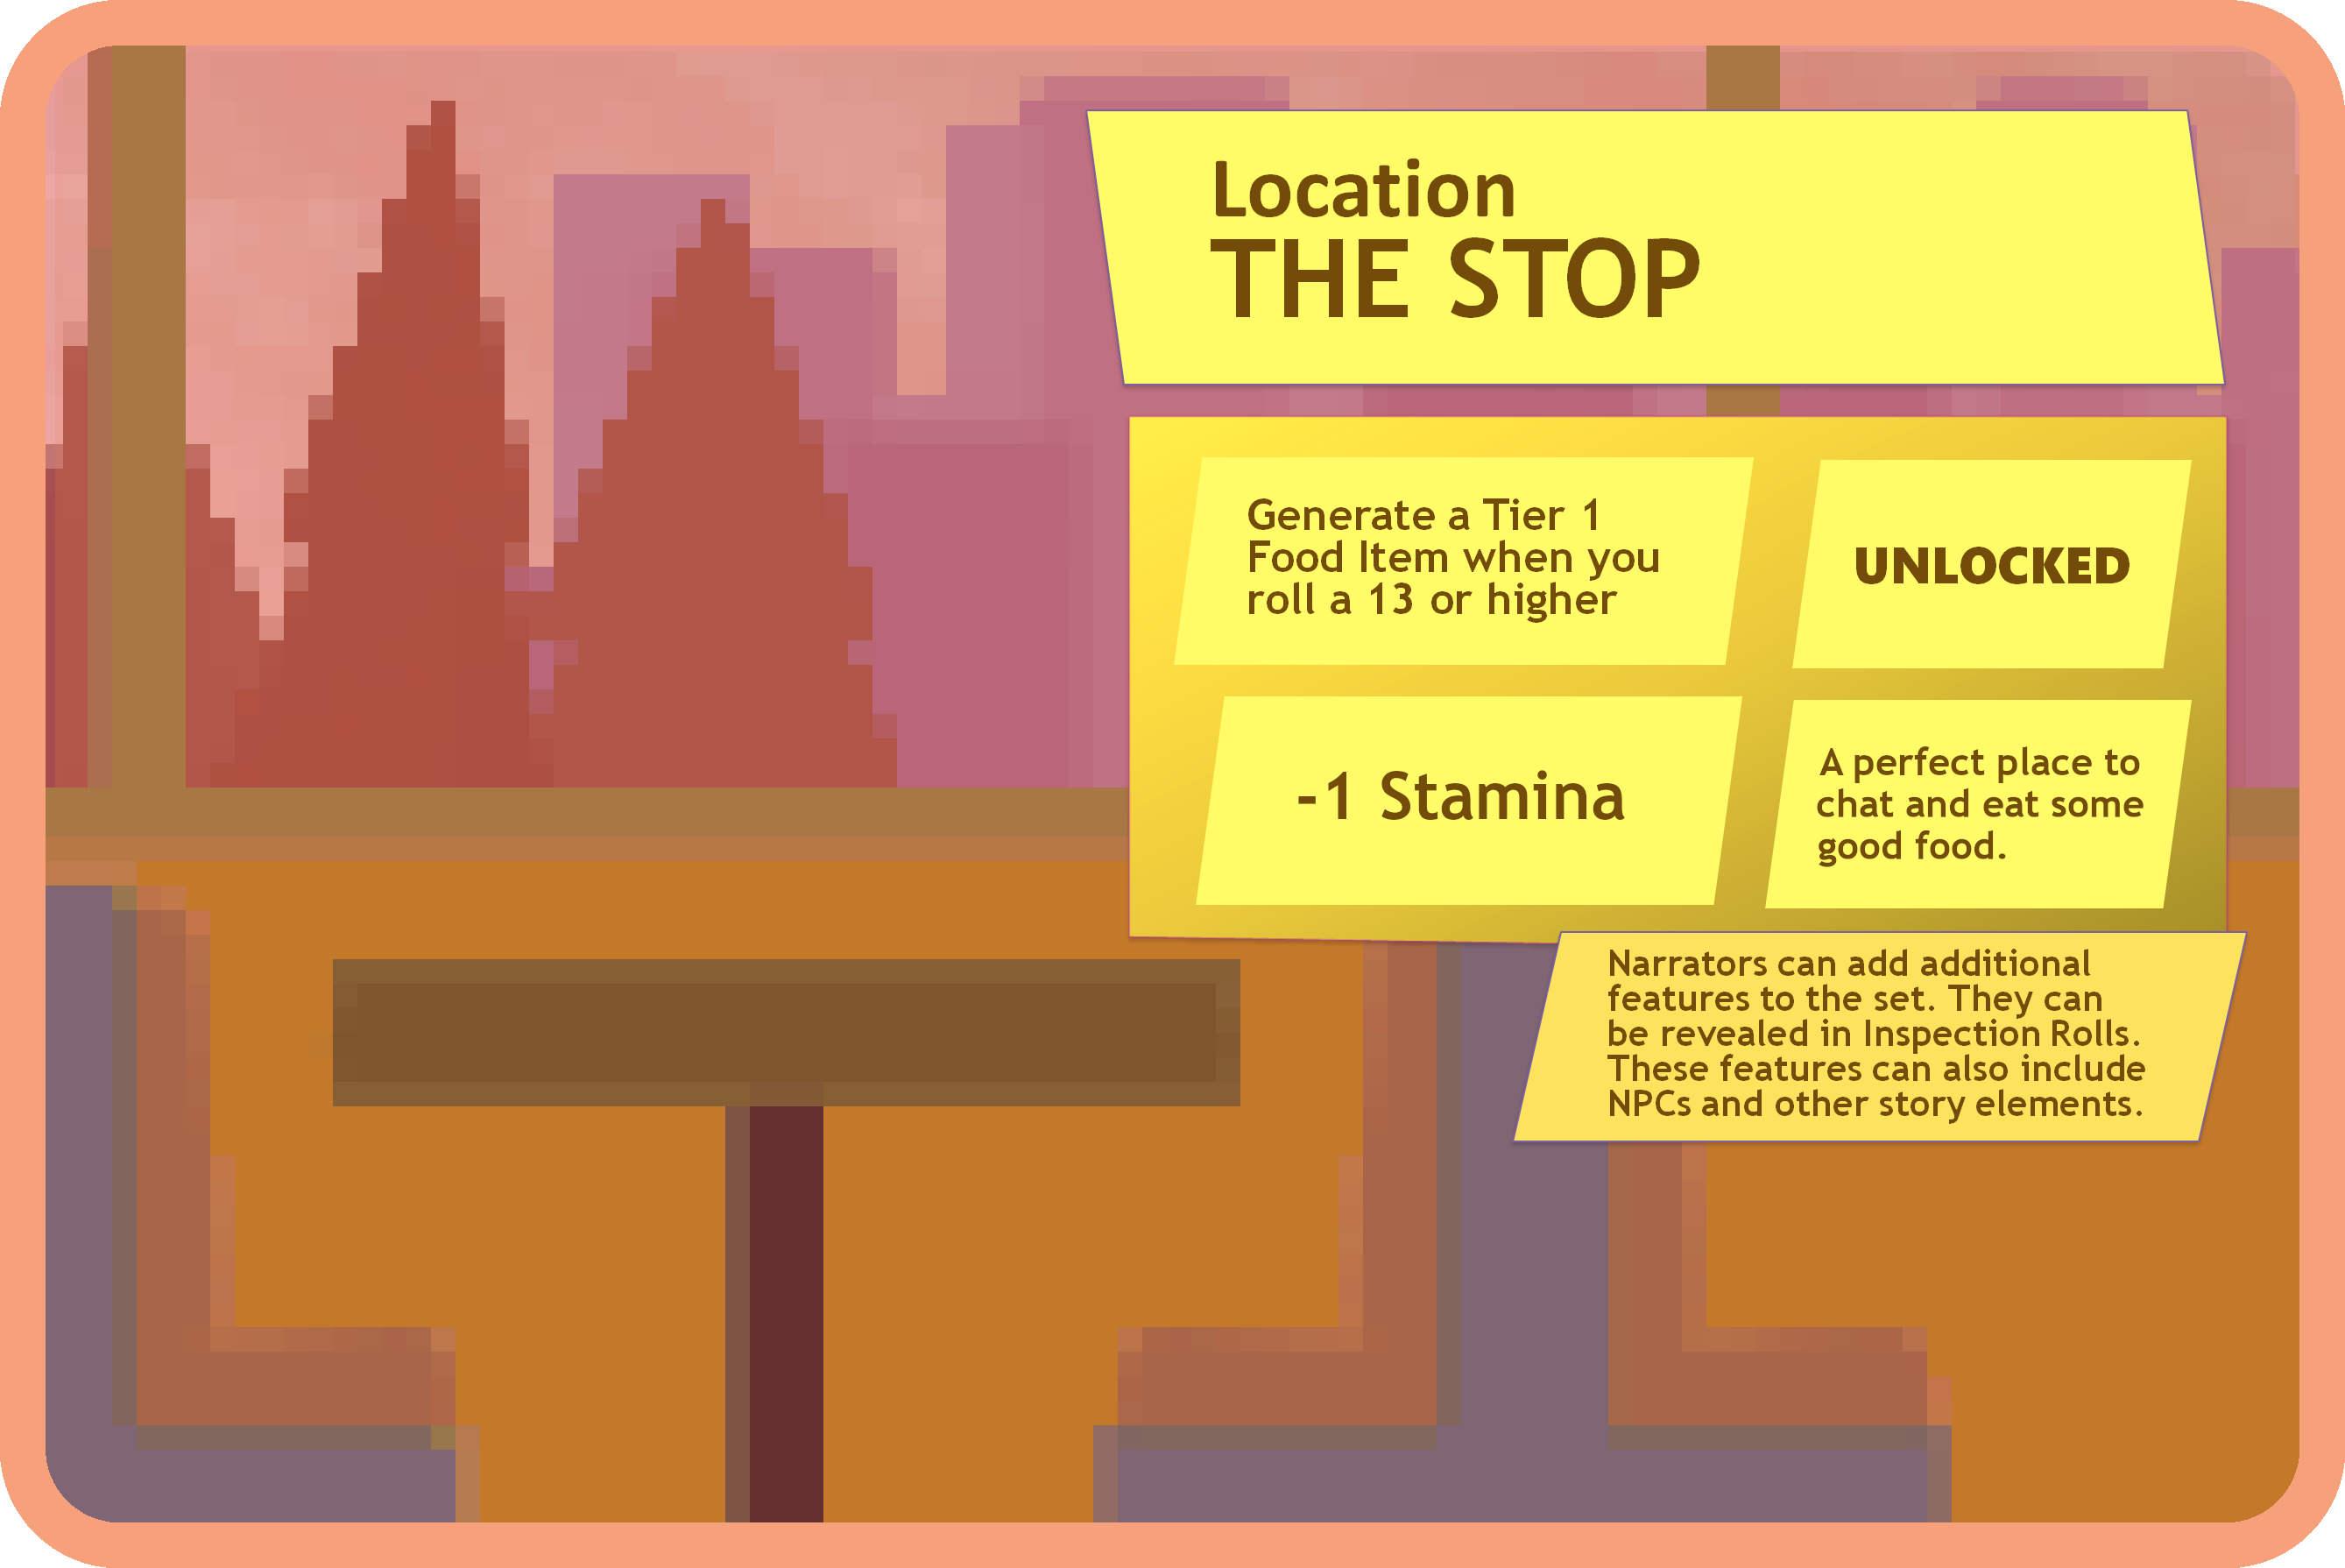 Location
THE STOP
Generate a Tier 1
Food Item when you
roll a 13 or higher
UNLOCKED
-1 Stamina
A perfect place to
chat and eat some
good food.
Narrators can add additional
features to the set. They can
be revealed in Inspection Rolls.
These features can also include
NPCs and other story elements.